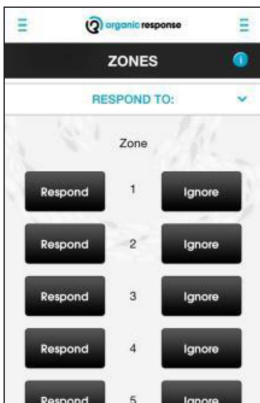 organic response
ZONES i
RESPOND TO:
Zone
Respond 1 Ignore
Respond 2 Ignore
Respond 3 Ignore
Respond 4 Ignore
Respond 5 Ignore